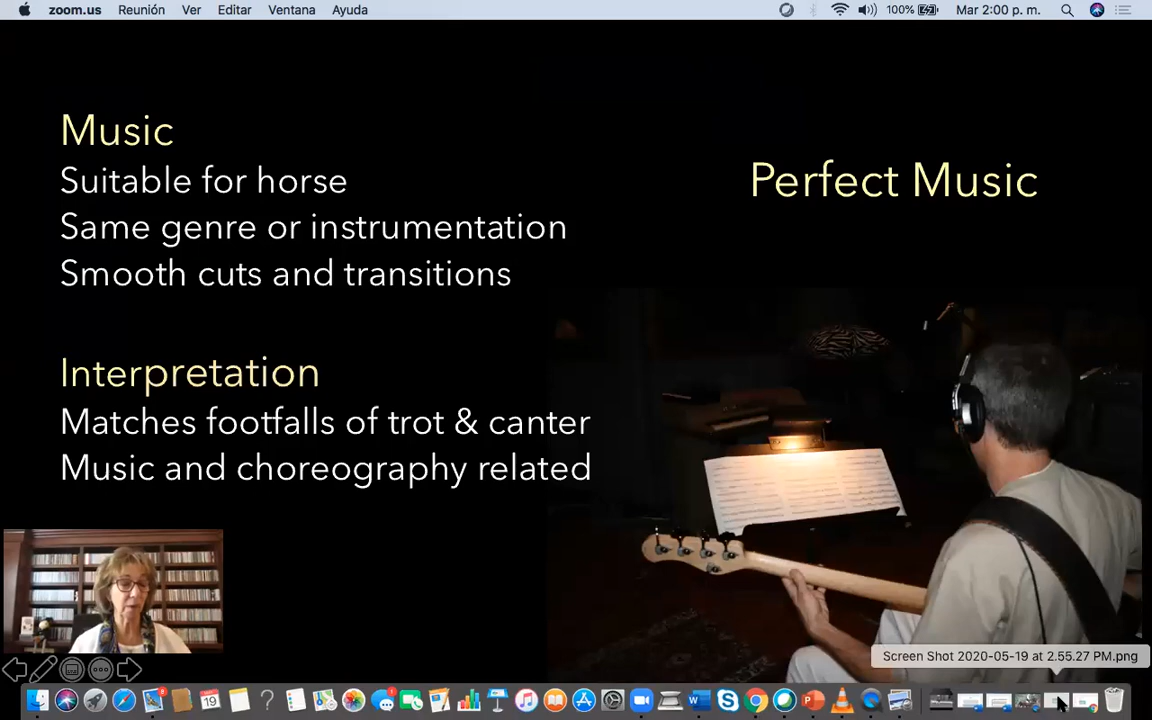 zoom.us Reunión Ver Editar Ventana Ayuda 100% Mar 2:00 p. m.
Music
Suitable for horse
Same genre or instrumentation
Smooth cuts and transitions
Perfect Music
Interpretation
Matches footfalls of trot & canter
Music and choreography related
Screen Shot 2020-05-19 at 2.55.27 PM.png
19